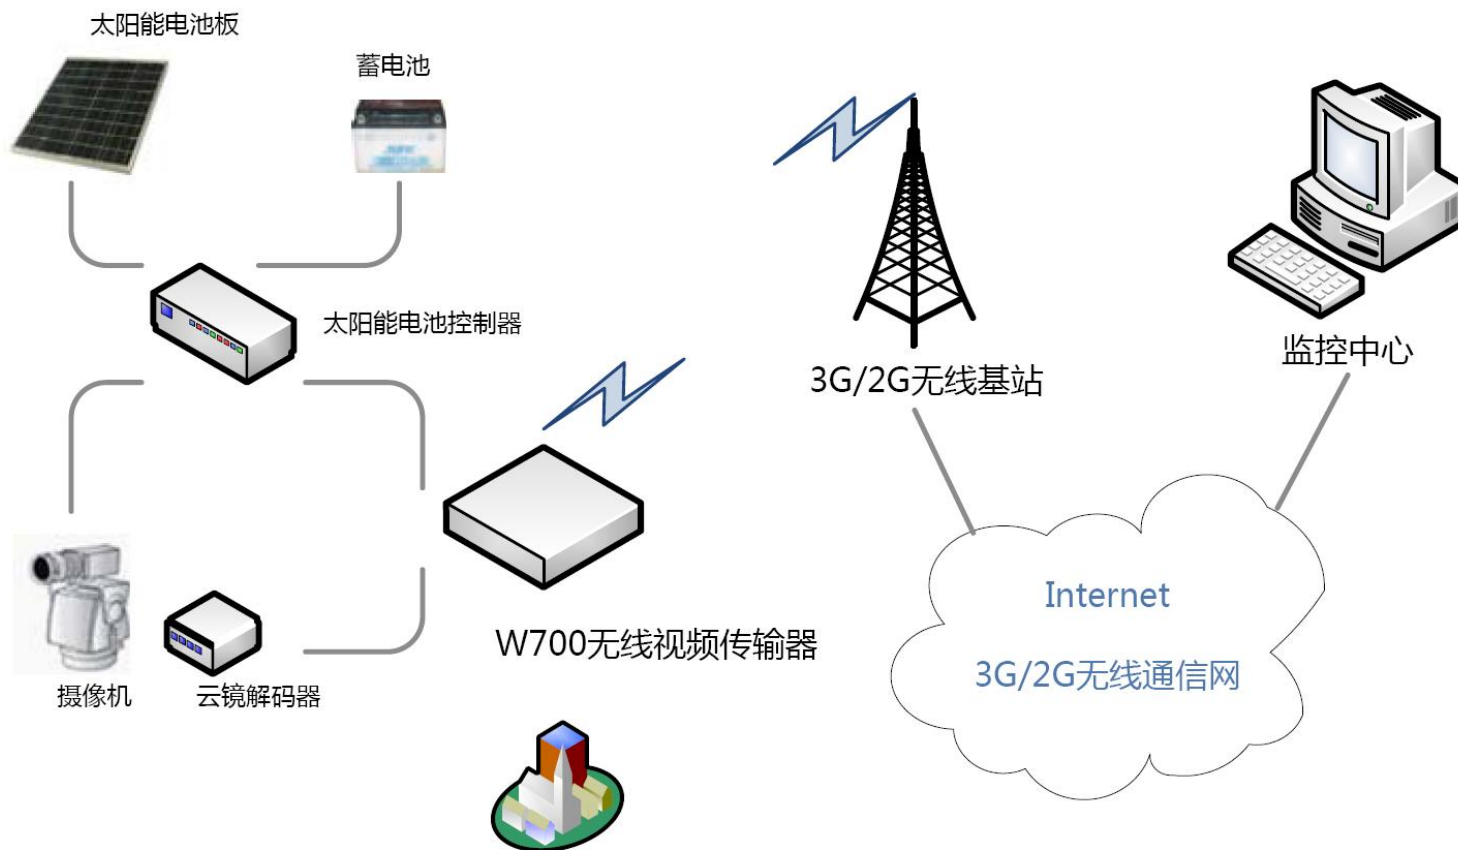 太阳能电池板
蓄电池
太阳能电池控制器
3G/2G无线基站
监控中心
Internet
3G/2G无线通信网
W700无线视频传输器
摄像机
云镜解码器